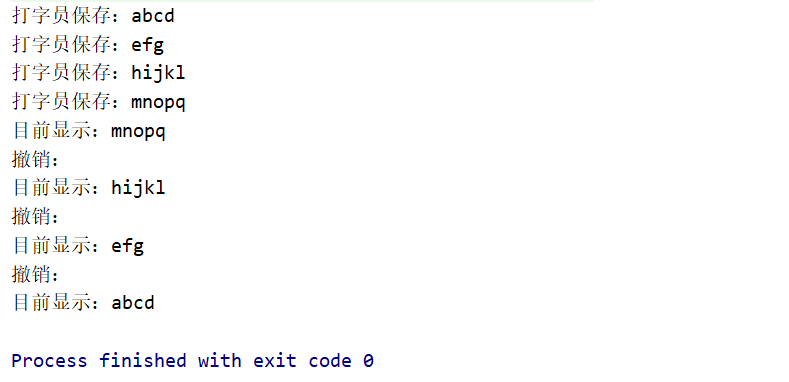 打字员保存：abcd
打字员保存：efg
打字员保存：hijkl
打字员保存：mnopq
目前显示：mnopq
撤销：
目前显示：hijkl
撤销：
目前显示：efg
撤销：
目前显示：abcd
Process finished with exit code 0